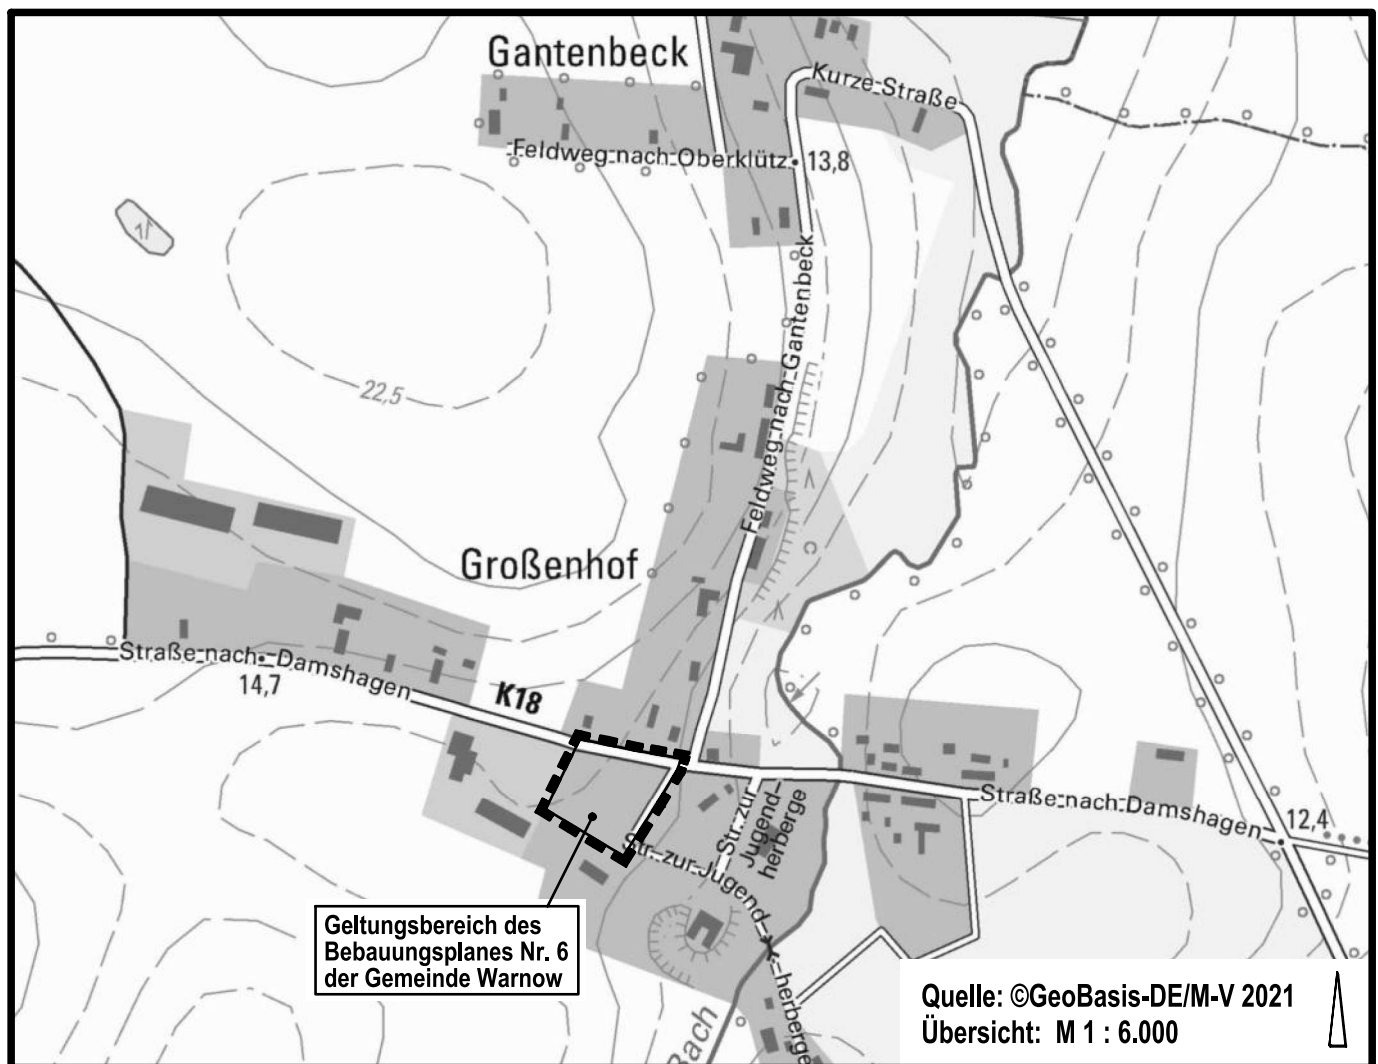 Gantenbeck
Kurze Straße
Feldweg nach Oberklütz
13,8
Feldweg nach Gantenbeck
22,5
Großenhof
Straße nach Damshagen
14,7
K18
Straße nach Damshagen
12,4
Str. zur
Jugend-
herberge
Str. zur Jugend-
herberge
Geltungsbereich des
Bebauungsplanes Nr. 6
der Gemeinde Warnow
Bach
Quelle: ©GeoBasis-DE/M-V 2021
Übersicht: M 1 : 6.000